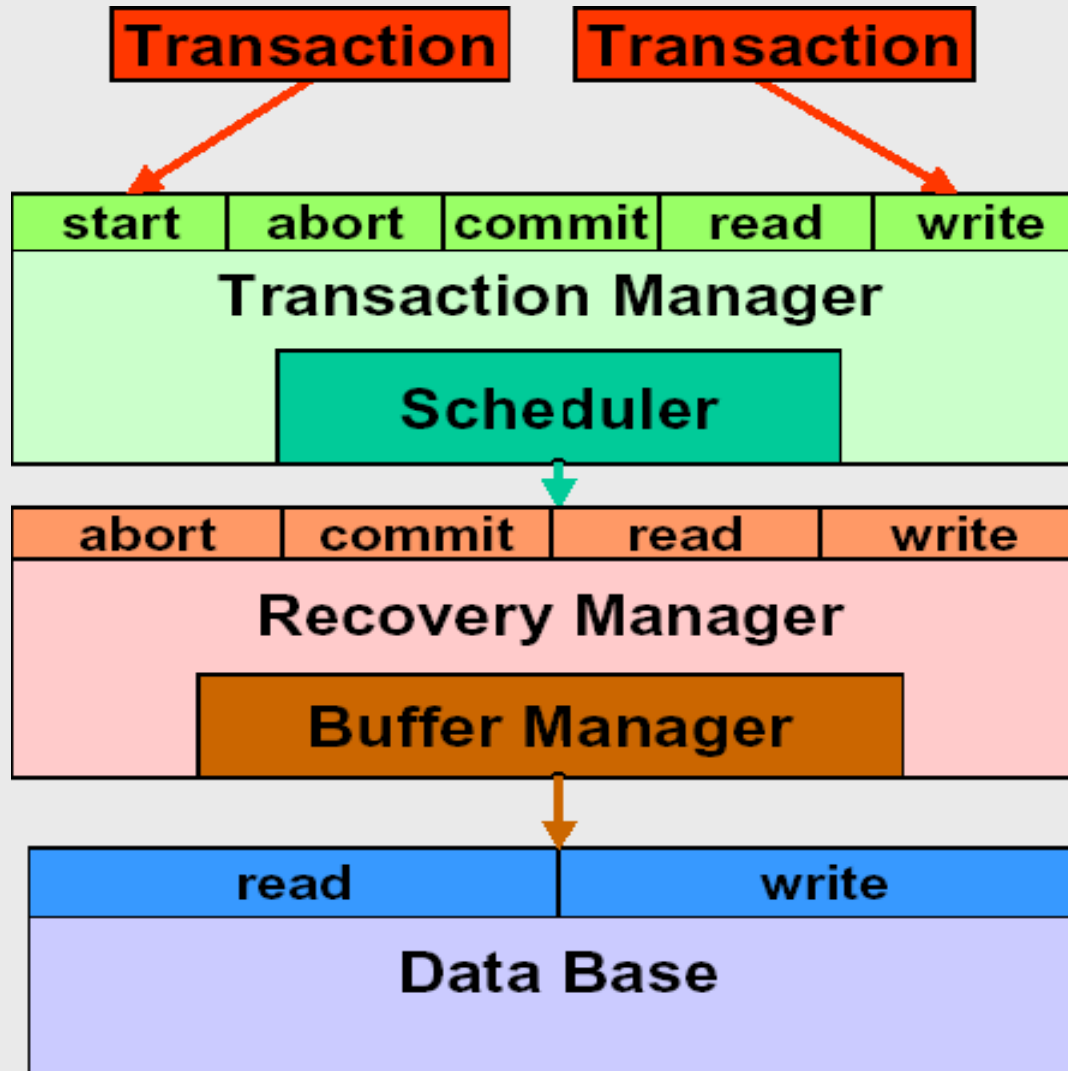 Transaction Transaction
start abort commit read write
Transaction Manager
Scheduler
abort commit read write
Recovery Manager
Buffer Manager
read write
Data Base